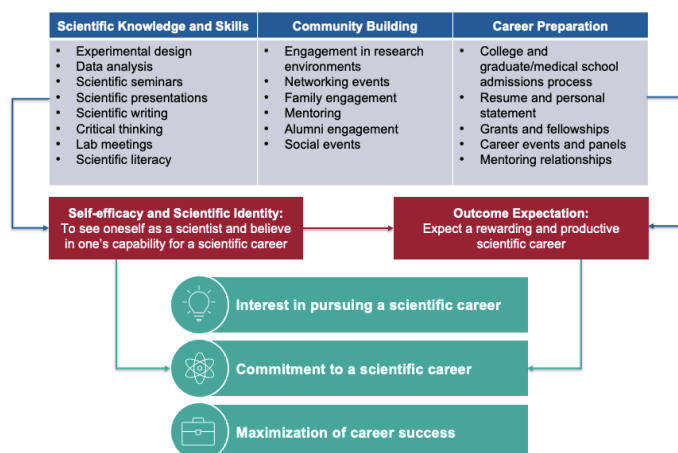 Scientific Knowledge and Skills
• Experimental design
• Data analysis
• Scientific seminars
• Scientific presentations
• Scientific writing
• Critical thinking
• Lab meetings
• Scientific literacy
Community Building
• Engagement in research
environments
• Networking events
• Family engagement
• Mentoring
• Alumni engagement
• Social events
Career Preparation
• College and
graduate/medical school
admissions process
• Resume and personal
statement
• Grants and fellowships
• Career events and panels
• Mentoring relationships
Self-efficacy and Scientific Identity:
To see oneself as a scientist and believe
in one's capability for a scientific career
Outcome Expectation:
Expect a rewarding and productive
scientific career
Interest in pursuing a scientific career
Commitment to a scientific career
Maximization of career success